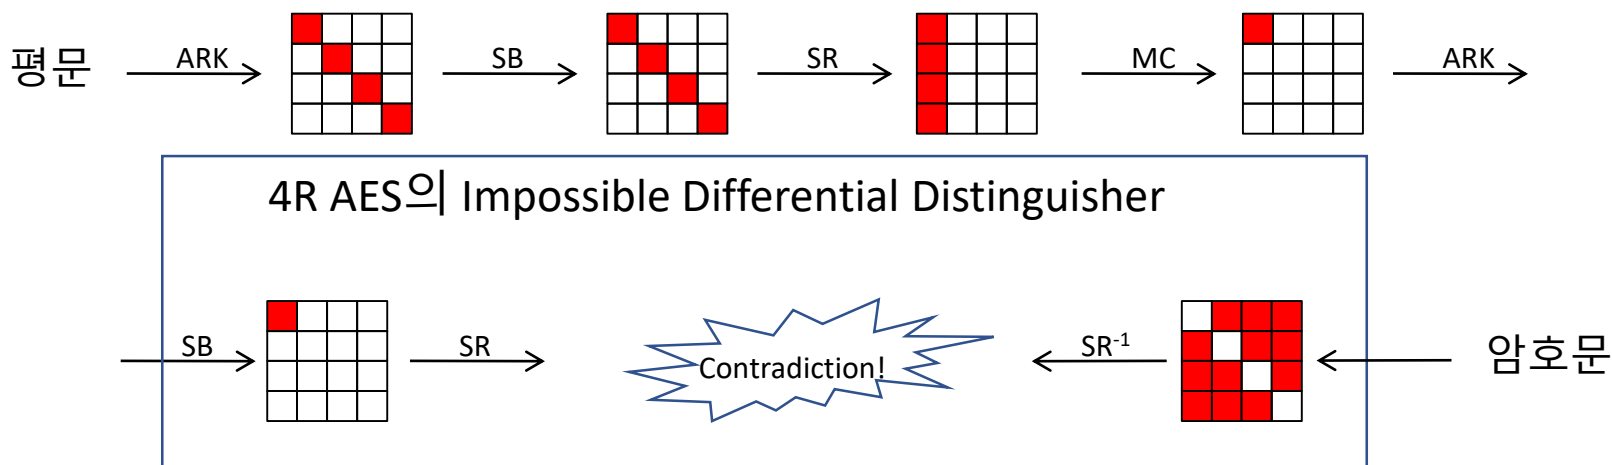 평문 ARK SB SR MC ARK
4R AES의 Impossible Differential Distinguisher
SB SR Contradiction! SR-1 암호문